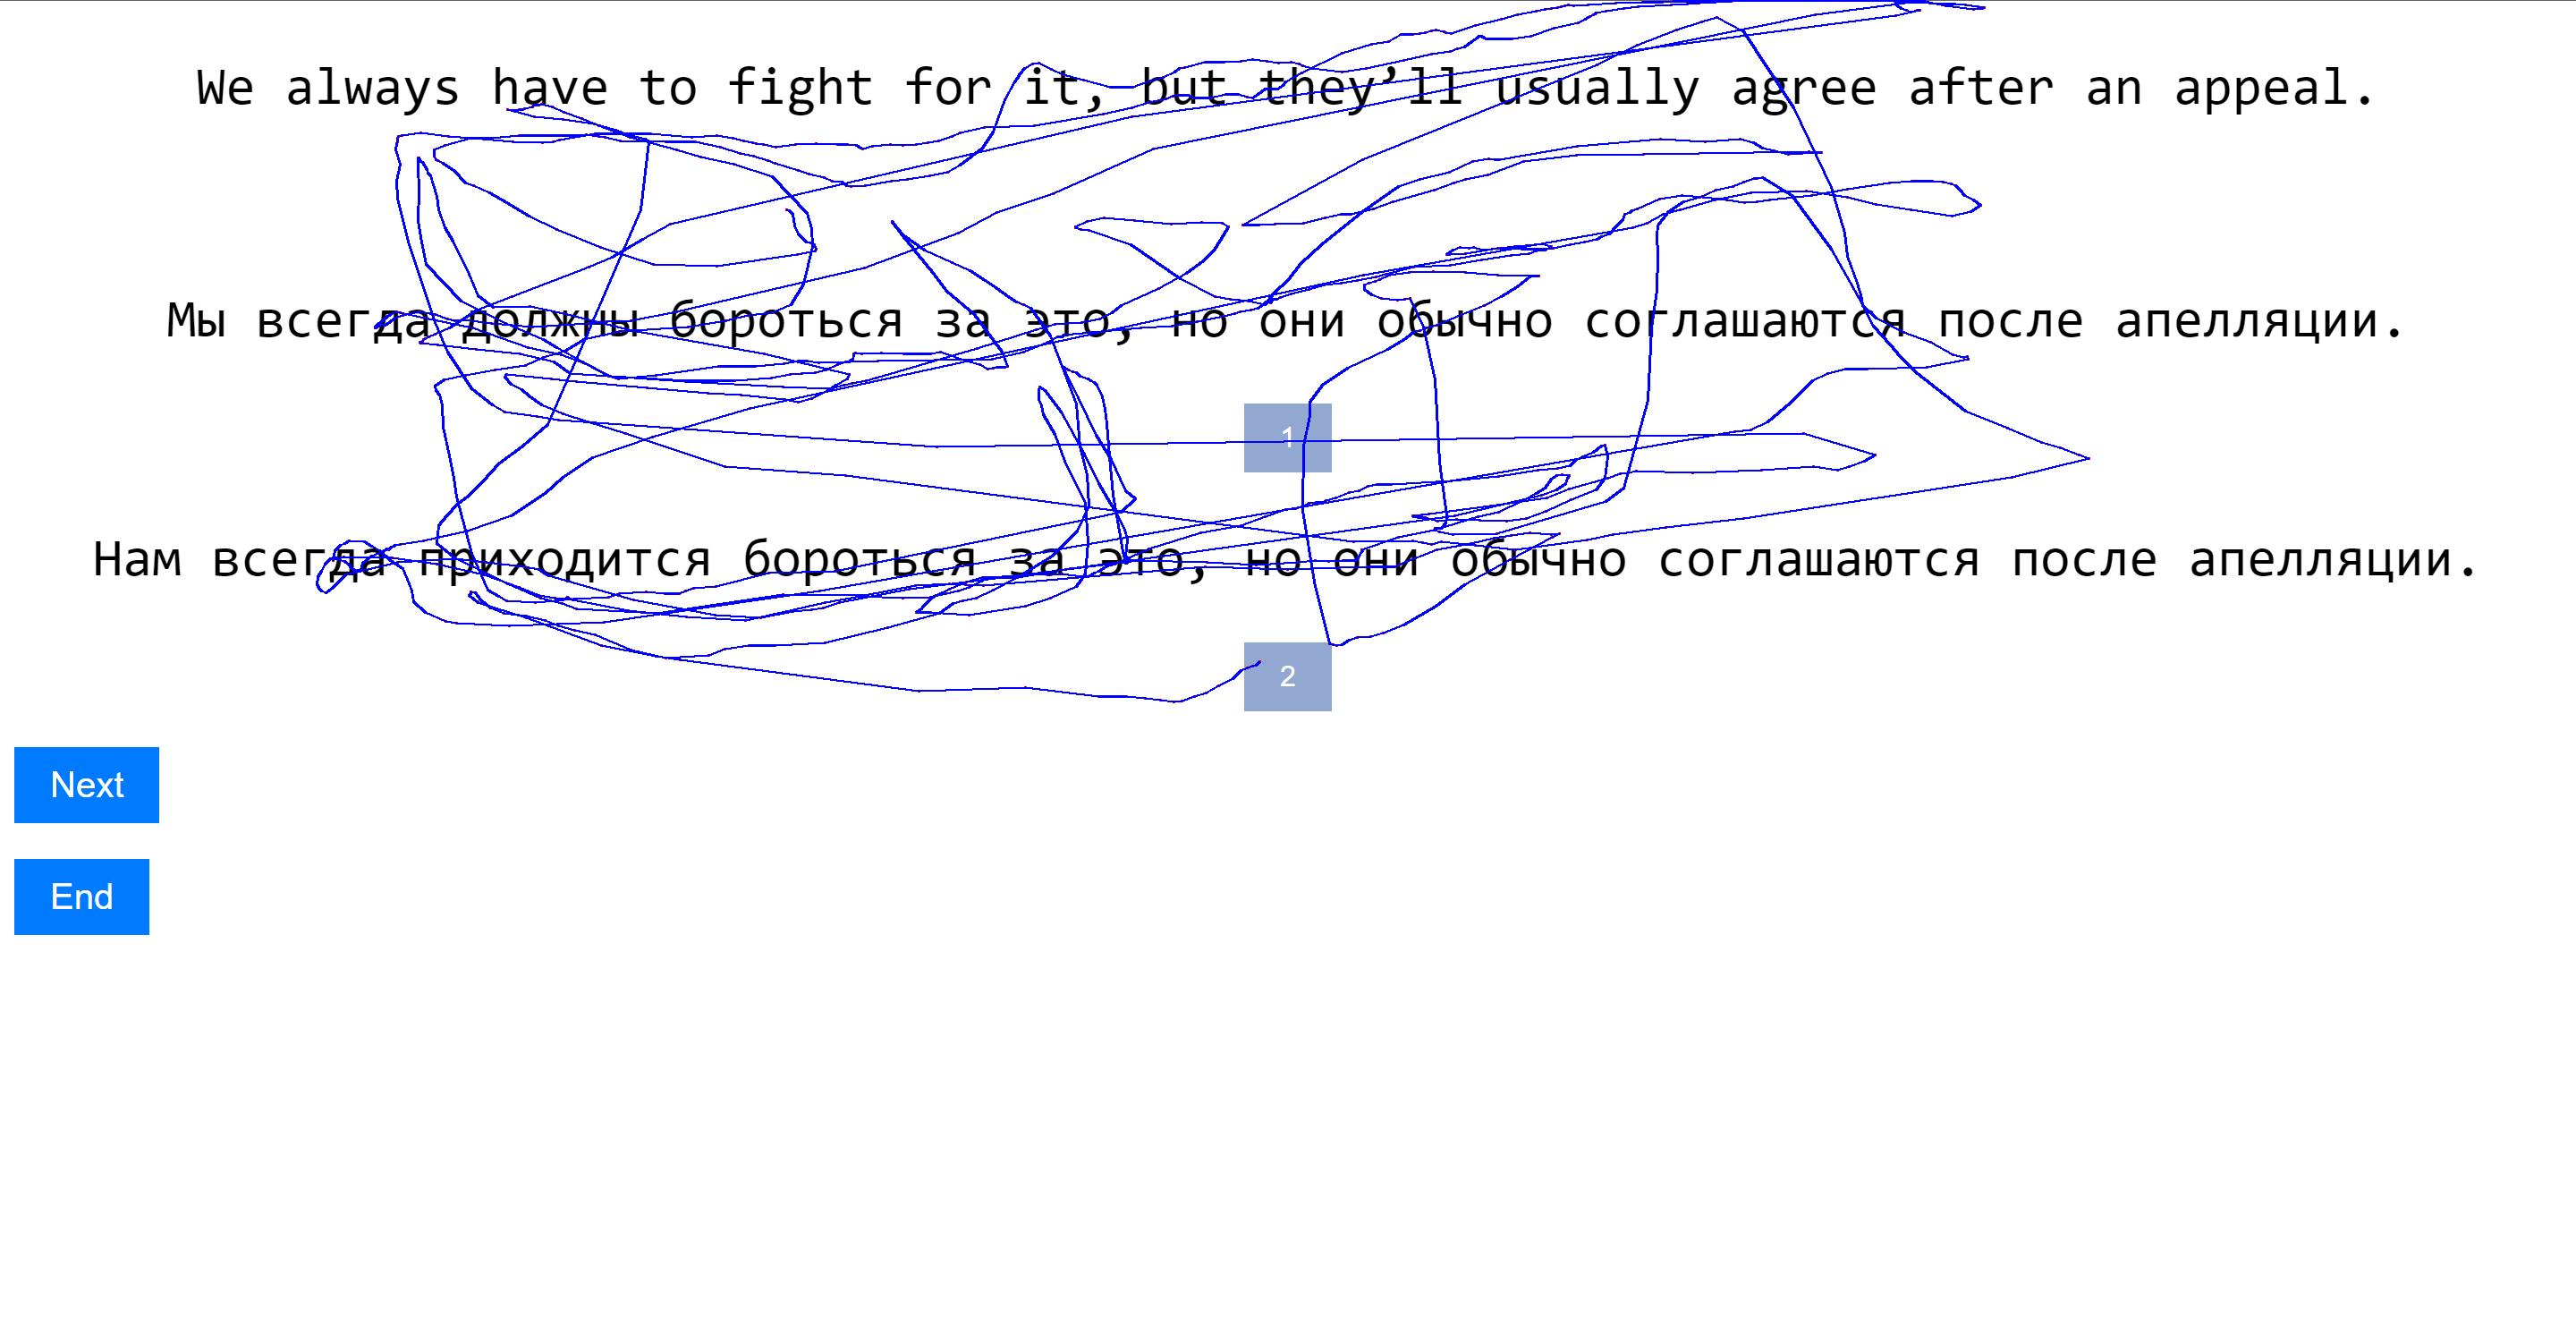 We always have to fight for it, but they’ll usually agree after an appeal.
Мы всегда должны бороться за это, но они обычно соглашаются после апелляции.
1
Нам всегда приходится бороться за это, но они обычно соглашаются после апелляции.
2
Next
End